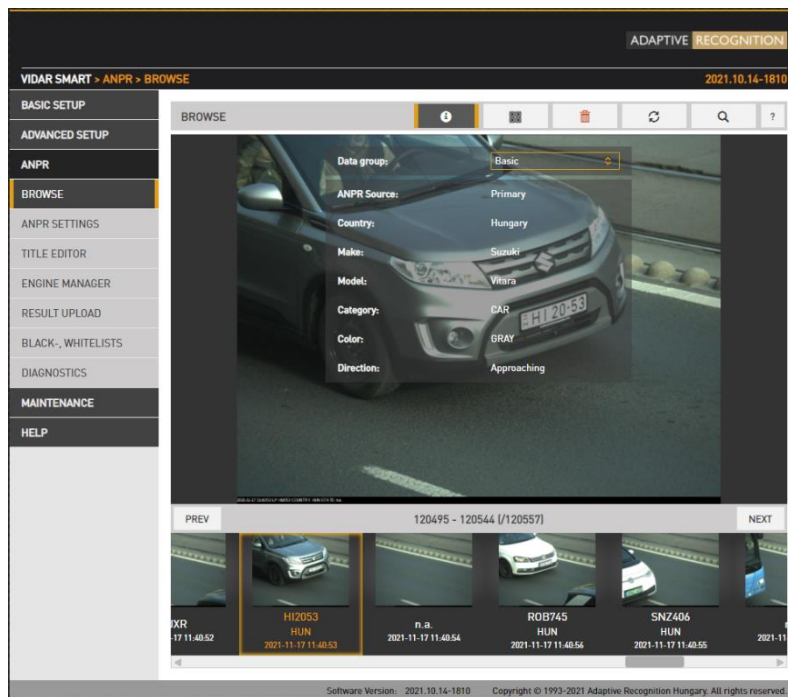 ADAPTIVE RECOGNITION
VIDAR SMART > ANPR > BROWSE
2021.10.14-1810
BASIC SETUP
ADVANCED SETUP
ANPR
BROWSE
ANPR SETTINGS
TITLE EDITOR
ENGINE MANAGER
RESULT UPLOAD
BLACK-, WHITELISTS
DIAGNOSTICS
MAINTENANCE
HELP
BROWSE
?
Data group: Basic
ANPR Source: Primary
Country: Hungary
Make: Suzuki
Model: Vitara
Category: CAR
Color: GRAY
Direction: Approaching
HI 20-53
PREV
120495 - 120544 (/120557)
NEXT
JXR
-17 11:40:52
HI2053
HUN
2021-11-17 11:40:53
n.a.
2021-11-17 11:40:54
ROB745
HUN
2021-11-17 11:40:56
SNZ406
HUN
2021-11-17 11:40:55
2021-11
Software Version: 2021.10.14-1810
Copyright © 1993-2021 Adaptive Recognition Hungary. All rights reserved.